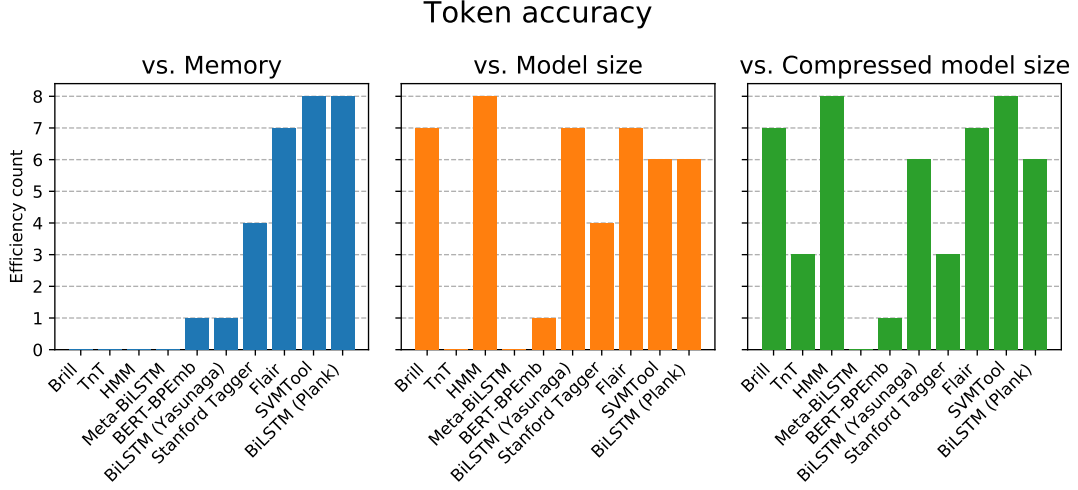 Token accuracy
vs. Memory
vs. Model size
vs. Compressed model size
Efficiency count
8
7
6
5
4
3
2
1
0
Brill
TnT
HMM
Meta-BiLSTM
BERT-BPEmb
BiLSTM (Yasunaga)
Stanford Tagger
Flair
SVMTool
BiLSTM (Plank)
Brill
TnT
HMM
Meta-BiLSTM
BERT-BPEmb
BiLSTM (Yasunaga)
Stanford Tagger
Flair
SVMTool
BiLSTM (Plank)
Brill
TnT
HMM
Meta-BiLSTM
BERT-BPEmb
BiLSTM (Yasunaga)
Stanford Tagger
Flair
SVMTool
BiLSTM (Plank)